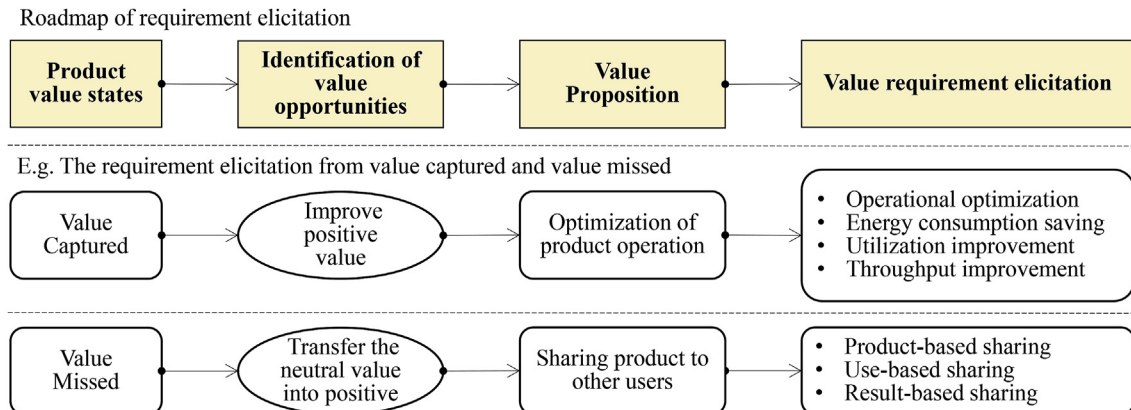 Roadmap of requirement elicitation
Product
value states
Identification of
value
opportunities
Value
Proposition
Value requirement elicitation
E.g. The requirement elicitation from value captured and value missed
Value
Captured
Improve
positive
value
Optimization of
product operation
• Operational optimization
• Energy consumption saving
• Utilization improvement
• Throughput improvement
Value
Missed
Transfer the
neutral value
into positive
Sharing product to
other users
• Product-based sharing
• Use-based sharing
• Result-based sharing